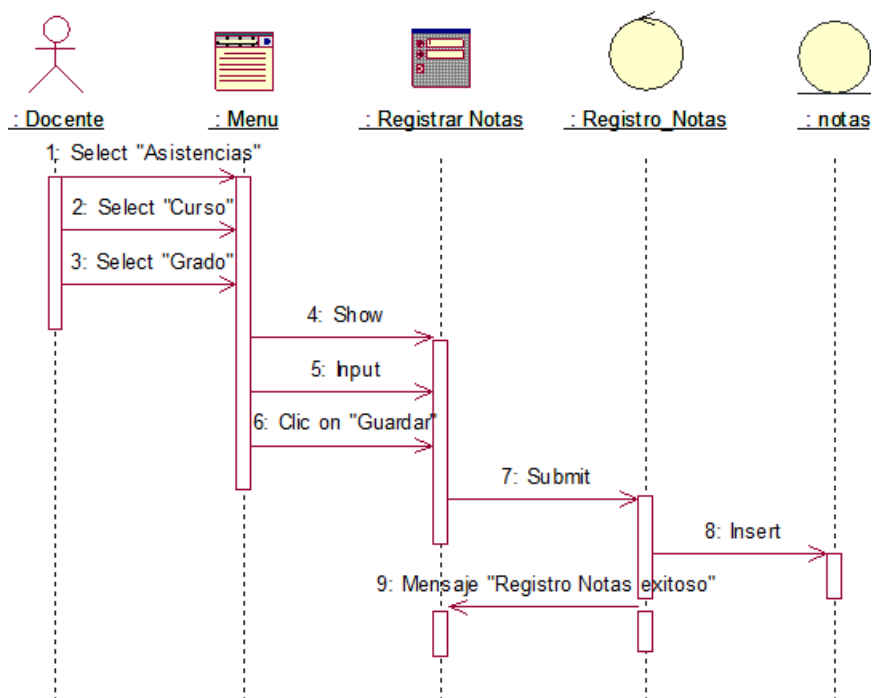 : Docente
: Menu
: Registrar Notas
: Registro_Notas
: notas
1: Select "Asistencias"
2: Select "Curso"
3: Select "Grado"
4: Show
5: Input
6: Clic on "Guardar"
7: Submit
8: Insert
9: Mensaje "Registro Notas exitoso"